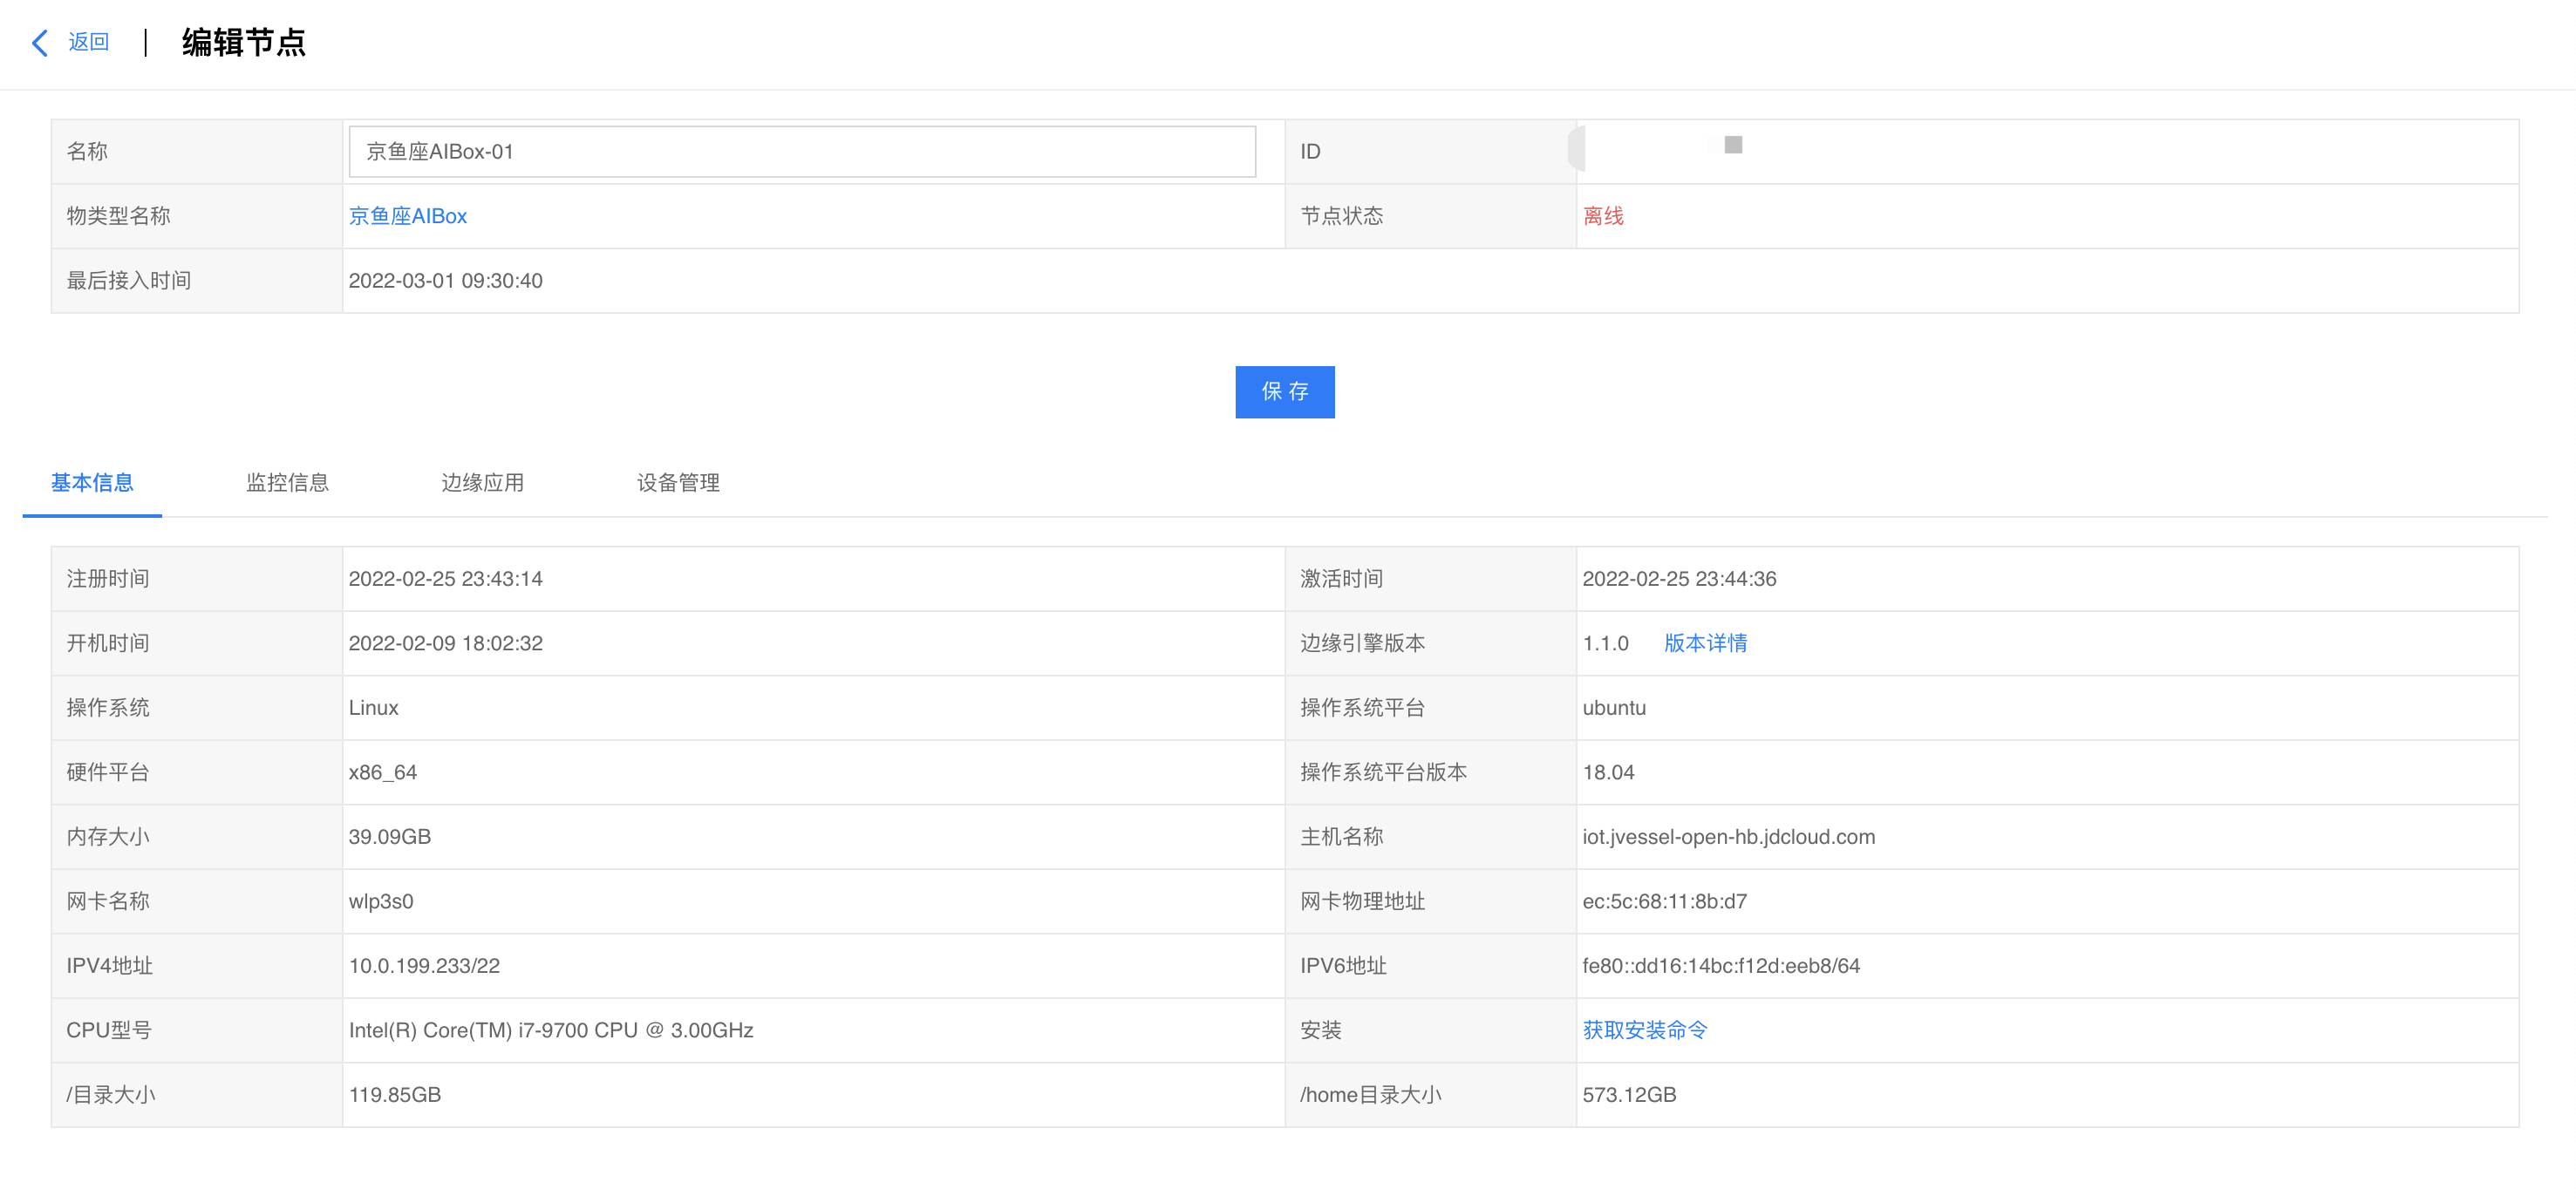 返回 编辑节点
名称 京鱼座AIBox-01 ID
物类型名称 京鱼座AIBox 节点状态 离线
最后接入时间 2022-03-01 09:30:40
保存
基本信息 监控信息 边缘应用 设备管理
注册时间 2022-02-25 23:43:14 激活时间 2022-02-25 23:44:36
开机时间 2022-02-09 18:02:32 边缘引擎版本 1.1.0 版本详情
操作系统 Linux 操作系统平台 ubuntu
硬件平台 x86_64 操作系统平台版本 18.04
内存大小 39.09GB 主机名称 iot.jvessel-open-hb.jdcloud.com
网卡名称 wlp3s0 网卡物理地址 ec:5c:68:11:8b:d7
IPV4地址 10.0.199.233/22 IPV6地址 fe80::dd16:14bc:f12d:eeb8/64
CPU型号 Intel(R) Core(TM) i7-9700 CPU @ 3.00GHz 安装 获取安装命令
/目录大小 119.85GB /home目录大小 573.12GB